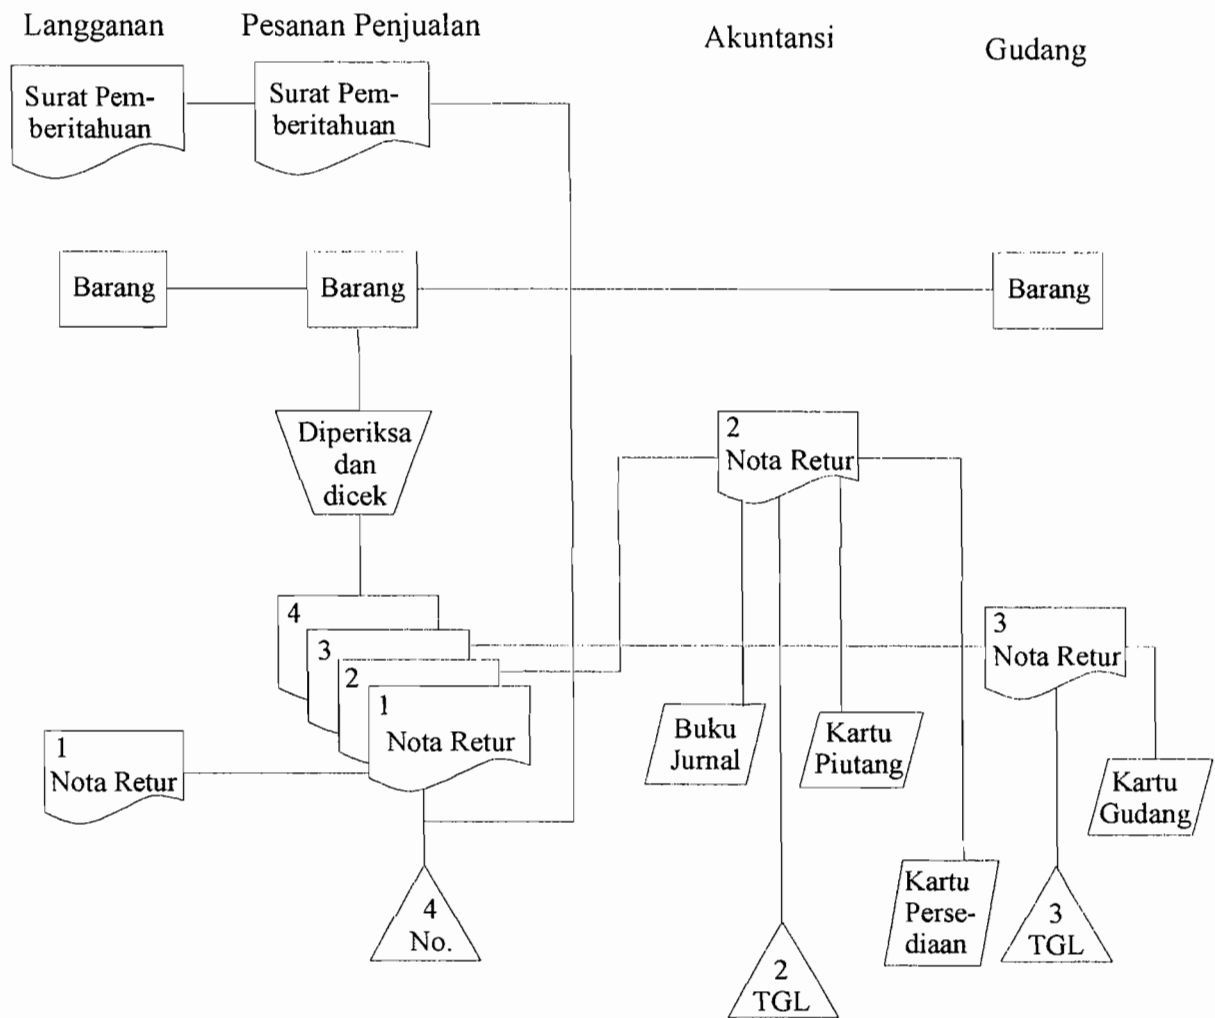 Langganan
Pesanan Penjualan
Akuntansi
Gudang
Surat Pem-
beritahuan
Surat Pem-
beritahuan
Barang
Barang
Barang
Diperiksa
dan
dicek
2
Nota Retur
4
3
2
1
Nota Retur
3
Nota Retur
1
Nota Retur
Buku
Jurnal
Kartu
Piutang
Kartu
Gudang
4
No.
Kartu
Perse-
diaan
3
TGL
2
TGL